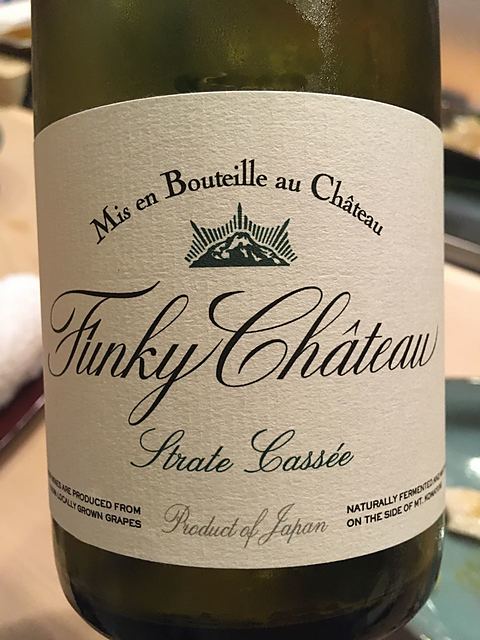 Mis en Bouteille au Château
Funky Château
Strate Cassée
ARE PRODUCED FROM
LOCALLY GROWN GRAPES
Product of Japan
NATURALLY FERMENTED
ON THE SIDE OF MT.